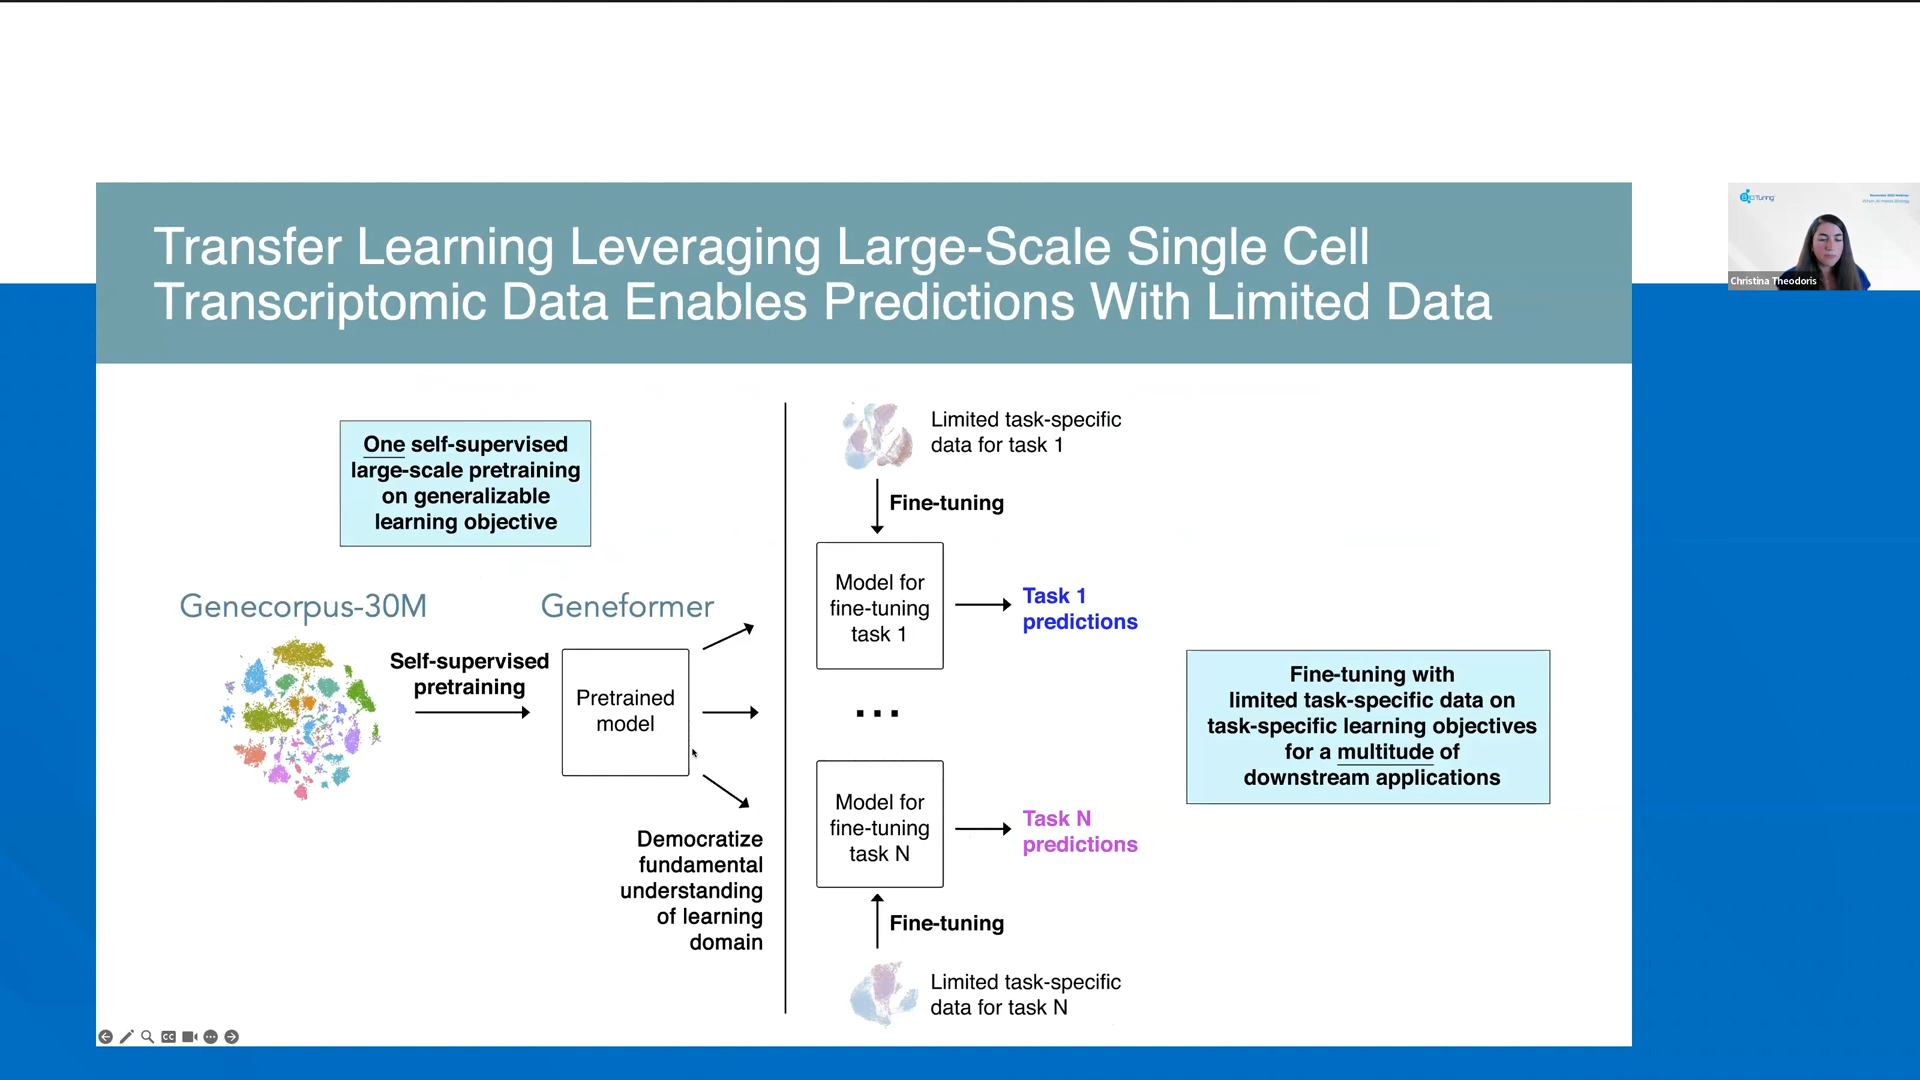 Transfer Learning Leveraging Large-Scale Single Cell
Transcriptomic Data Enables Predictions With Limited Data
One self-supervised
large-scale pretraining
on generalizable
learning objective
Genecorpus-30M
Self-supervised
pretraining
Geneformer
Pretrained
model
Democratize
fundamental
understanding
of learning
domain
Limited task-specific
data for task 1
Fine-tuning
Model for
fine-tuning
task 1
Task 1
predictions
...
Model for
fine-tuning
task N
Task N
predictions
Fine-tuning
Limited task-specific
data for task N
Fine-tuning with
limited task-specific data on
task-specific learning objectives
for a multitude of
downstream applications
CC
Turing
Christina Theodoris